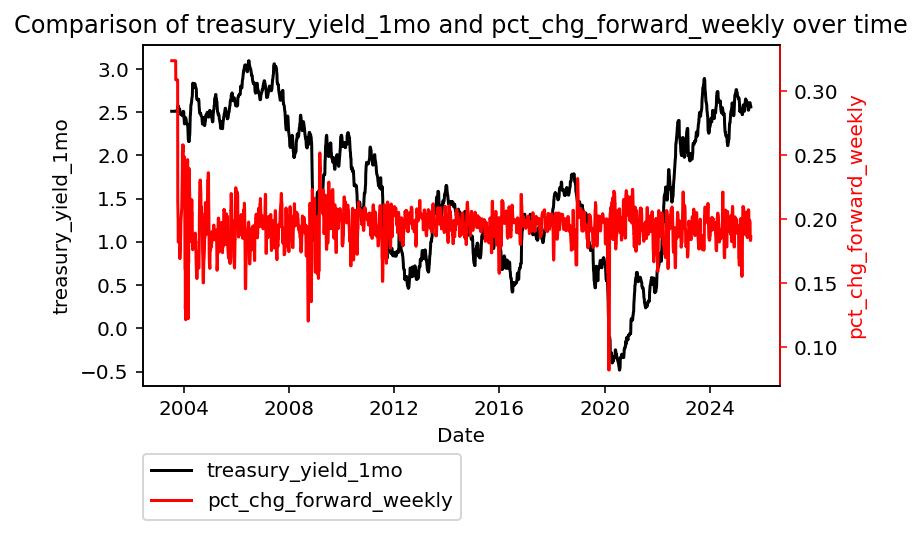 Comparison of treasury_yield_1mo and pct_chg_forward_weekly over time
treasury_yield_1mo
3.0
2.5
2.0
1.5
1.0
0.5
0.0
−0.5
0.30
0.25
0.20
0.15
0.10
pct_chg_forward_weekly
2004 2008 2012 2016 2020 2024
Date
treasury_yield_1mo
pct_chg_forward_weekly